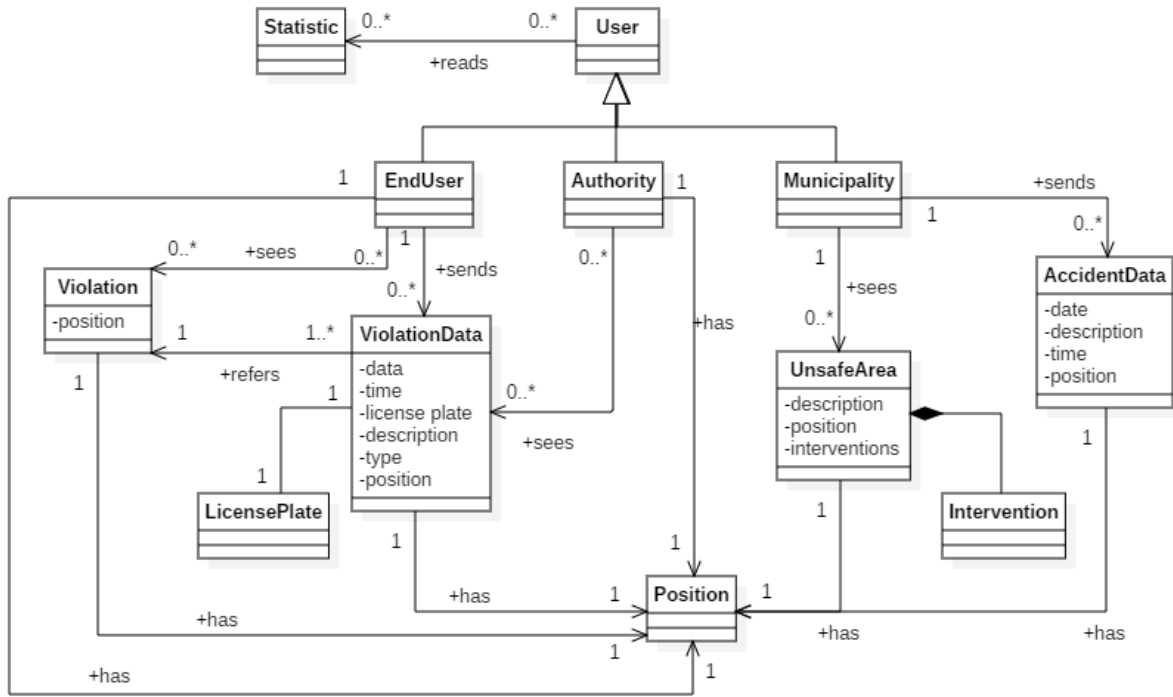 Statistic
0..*
0..*
User
+reads
1
EndUser
Authority
1
Municipality
+sends
1
0..*
0..*
+sees
0..*
1
+sends
0..*
0..*
1
+sees
0..*
Violation
-position
AccidentData
-date
-description
-time
-position
1
1..*
+refers
ViolationData
-data
-time
-license plate
-description
-type
-position
+has
0..*
+sees
UnsafeArea
-description
-position
-interventions
1
1
1
LicensePlate
1
1
1
Intervention
1
+has
1
1
Position
1
+has
+has
+has
1
+has
1